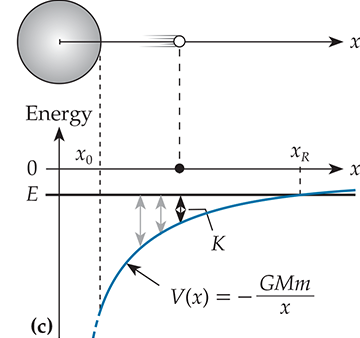 x
Energy
0
x₀
x_R
x
E
K
V(x) = − GMm / x
(c)